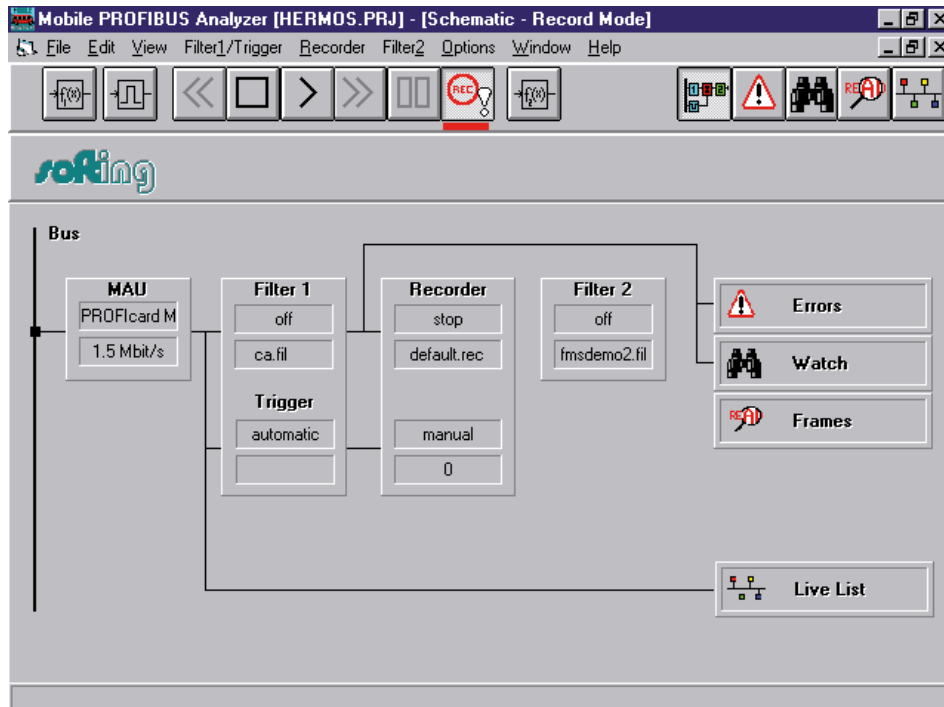 Mobile PROFIBUS Analyzer [HERMOS.PRJ] - [Schematic - Record Mode]
File Edit View Filter1/Trigger Recorder Filter2 Options Window Help
REC
softing
Bus
MAU
PROFIcard M
1.5 Mbit/s
Filter 1
off
ca.fil
Trigger
automatic
Recorder
stop
default.rec
manual
0
Filter 2
off
fmsdemo2.fil
Errors
Watch
Frames
Live List